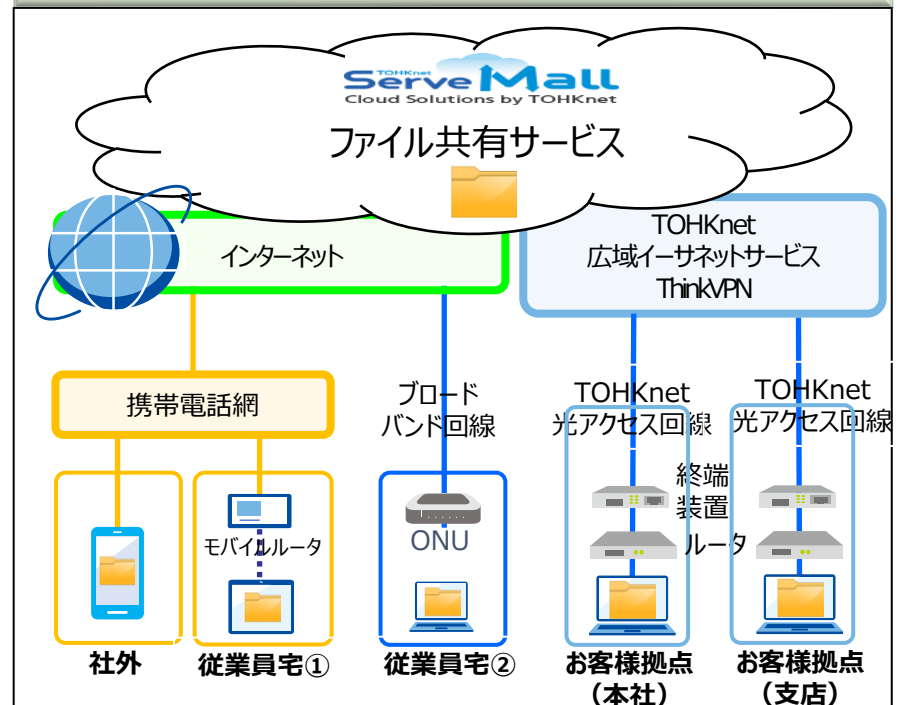 TOHKnet
ServeMall
Cloud Solutions by TOHKnet
ファイル共有サービス
インターネット
TOHKnet
広域イーサネットサービス
ThinkVPN
携帯電話網
ブロード
バンド回線
TOHKnet
光アクセス回線
TOHKnet
光アクセス回線
終端
装置
モバイルルータ
ONU
ルータ
社外
従業員宅①
従業員宅②
お客様拠点
（本社）
お客様拠点
（支店）